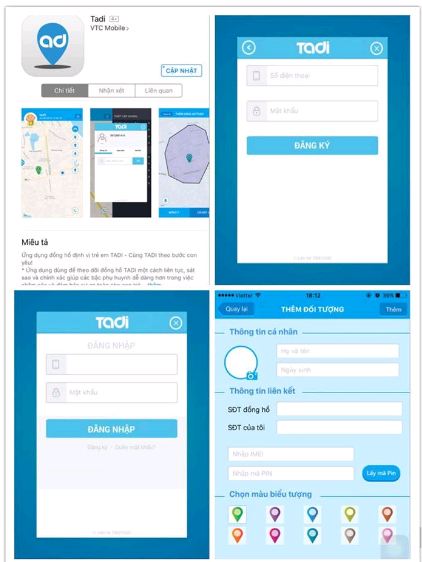 ad
Tadi 4+
VTC Mobile >
CẬP NHẬT
Chi tiết
Nhận xét
Liên quan
TADI
Miêu tả
Ứng dụng đồng hồ định vị trẻ em TADI - Cùng TADI theo bước con
yêu!
* Ứng dụng dùng để theo dõi đồng hồ TADI một cách liên tục, sát
sao và chính xác giúp các bậc phụ huynh dễ dàng hơn trong việc
thêm
TADI
Số điện thoại
Mật khẩu
ĐĂNG KÝ
TADI
ĐĂNG NHẬP
Mật khẩu
ĐĂNG NHẬP
Đăng ký / Quên mật khẩu?
Viettel
18:12
39%
Quay lại
THÊM ĐỐI TƯỢNG
Thêm
Thông tin cá nhân
Họ và tên
Ngày sinh
Thông tin liên kết
SĐT đồng hồ
SĐT của tôi
Nhập IMEI
Nhập mã PIN
Lấy mã Pin
Chọn màu biểu tượng